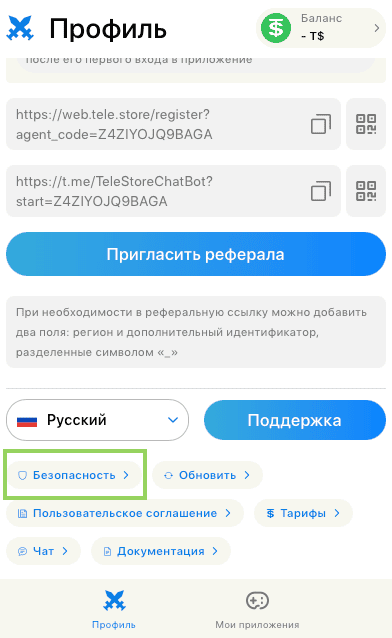 Профиль
Баланс
- T$
после его первого входа в приложение
https://web.tele.store/register?
agent_code=Z4ZIYOJQ9BAGA
https://t.me/TeleStoreChatBot?
start=Z4ZIYOJQ9BAGA
Пригласить реферала
При необходимости в реферальную ссылку можно добавить
два поля: регион и дополнительный идентификатор,
разделенные символом «_»
Русский
Поддержка
Безопасность
Обновить
Пользовательское соглашение
Тарифы
Чат
Документация
Профиль
Мои приложения